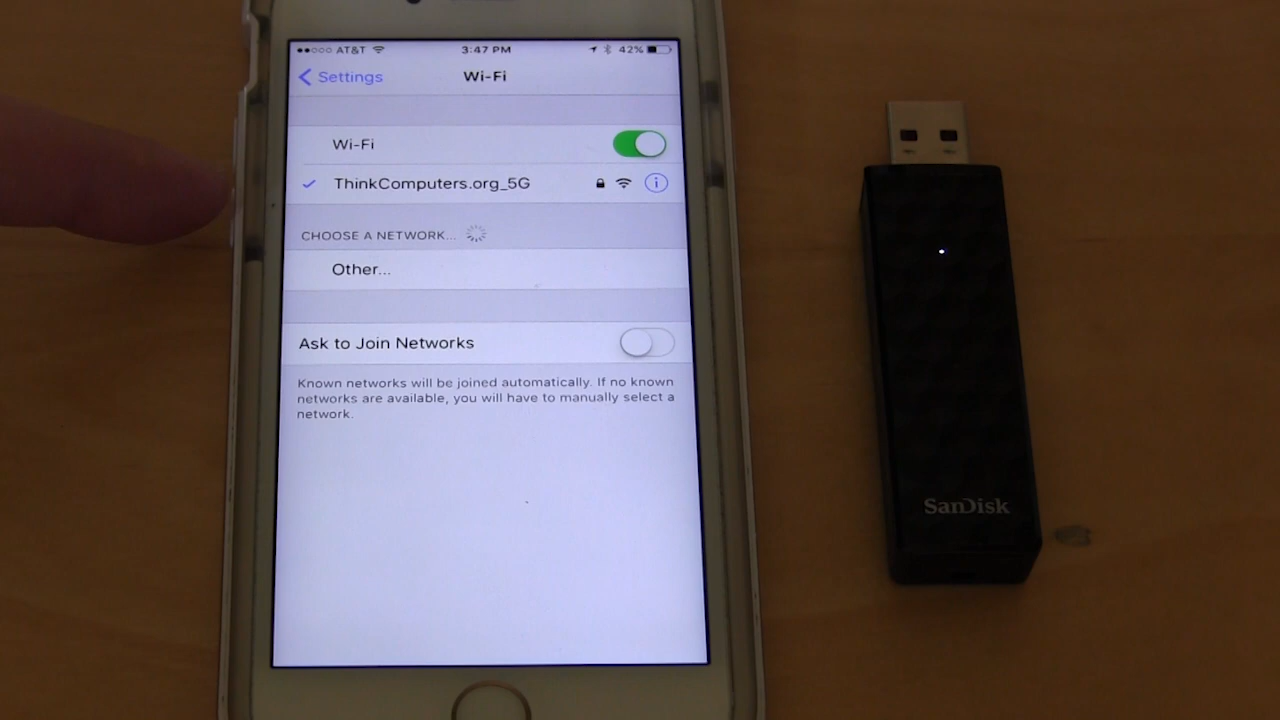 AT&T 3:47 PM 42%
Settings Wi-Fi
Wi-Fi
ThinkComputers.org_5G
CHOOSE A NETWORK...
Other...
Ask to Join Networks
Known networks will be joined automatically. If no known
networks are available, you will have to manually select a
network.
SanDisk